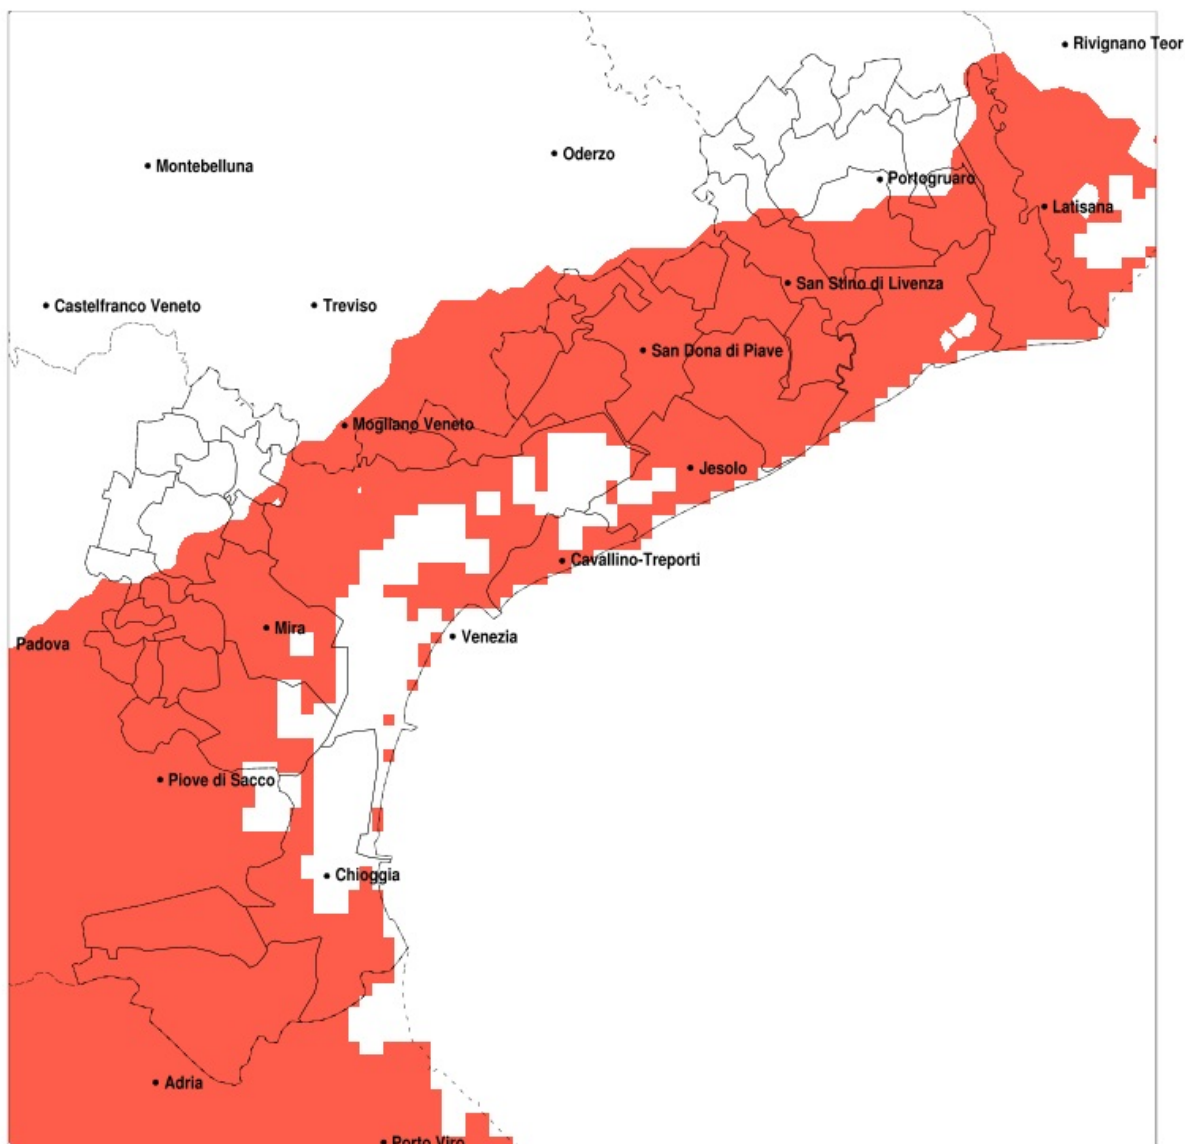 Rivignano Teor
Oderzo
Montebelluna
Portogruaro
Latisana
San Stino di Livenza
Castelfranco Veneto
Treviso
San Dona di Piave
Mogliano Veneto
Jesolo
Cavallino-Treporti
Mira
Venezia
Padova
Piove di Sacco
Chioggia
Adria
Porto Viro